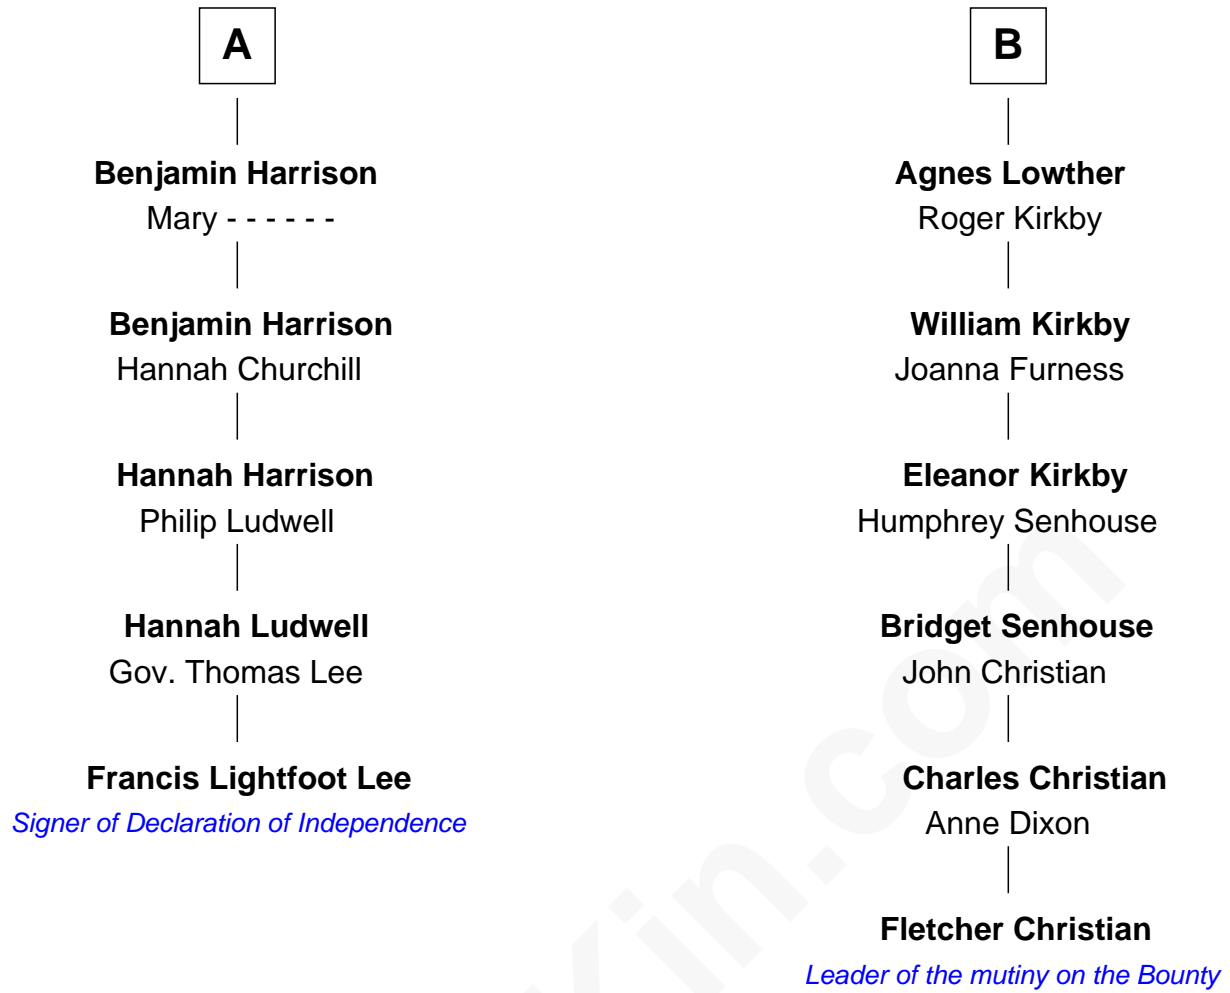 A
Benjamin Harrison
Mary - - - - - -
Benjamin Harrison
Hannah Churchill
Hannah Harrison
Philip Ludwell
Hannah Ludwell
Gov. Thomas Lee
Francis Lightfoot Lee
Signer of Declaration of Independence
B
Agnes Lowther
Roger Kirkby
William Kirkby
Joanna Furness
Eleanor Kirkby
Humphrey Senhouse
Bridget Senhouse
John Christian
Charles Christian
Anne Dixon
Fletcher Christian
Leader of the mutiny on the Bounty